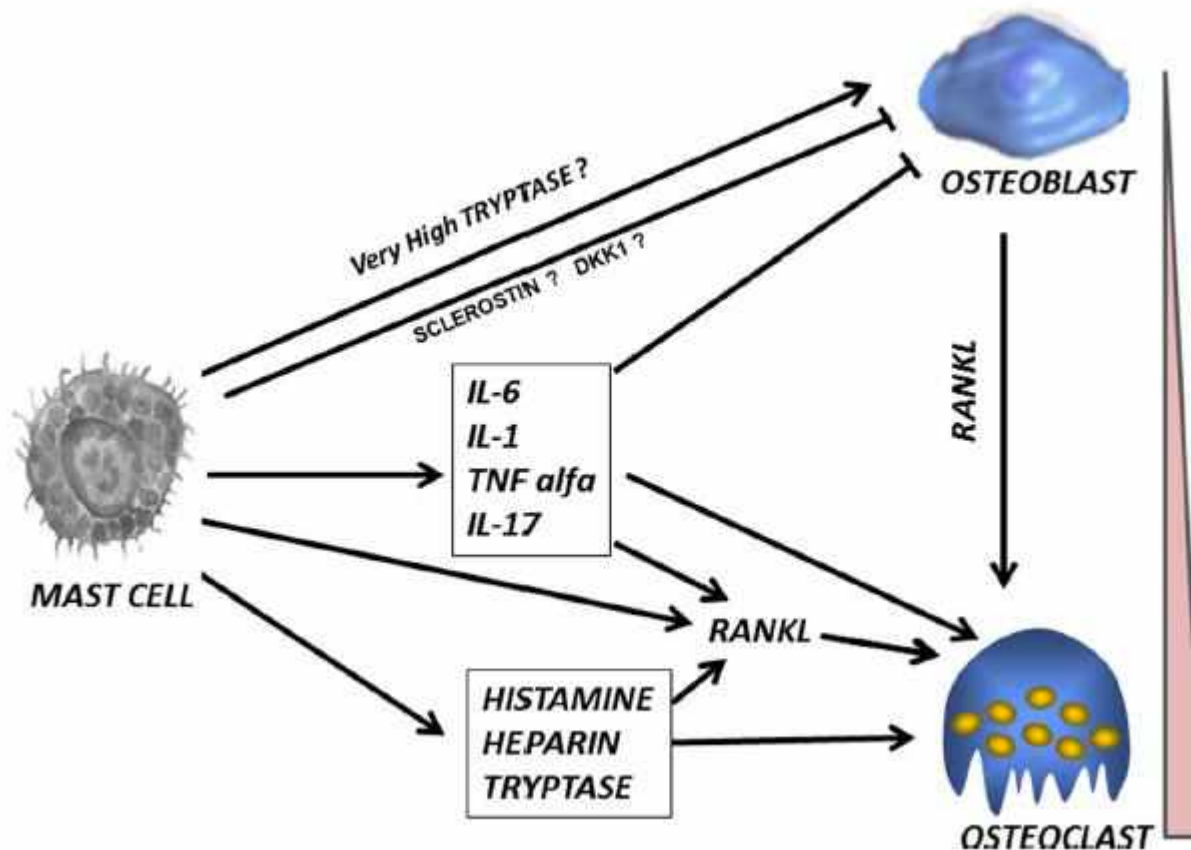 OSTEOBLAST
Very High TRYPTASE ?
SCLEROSTIN ? DKK1 ?
IL-6
IL-1
TNF alfa
IL-17
RANKL
MAST CELL
RANKL
HISTAMINE
HEPARIN
TRYPTASE
OSTEOCLAST